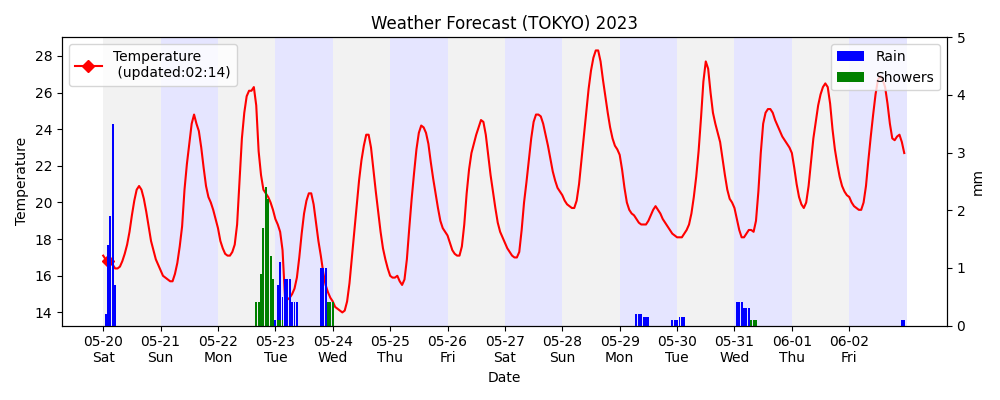 Weather Forecast (TOKYO) 2023
Temperature
(updated:02:14)
Rain
Showers
Temperature
28
26
24
22
20
18
16
14
5
4
3
2
1
0
mm
05-20 05-21 05-22 05-23 05-24 05-25 05-26 05-27 05-28 05-29 05-30 05-31 06-01 06-02
Sat Sun Mon Tue Wed Thu Fri Sat Sun Mon Tue Wed Thu Fri
Date